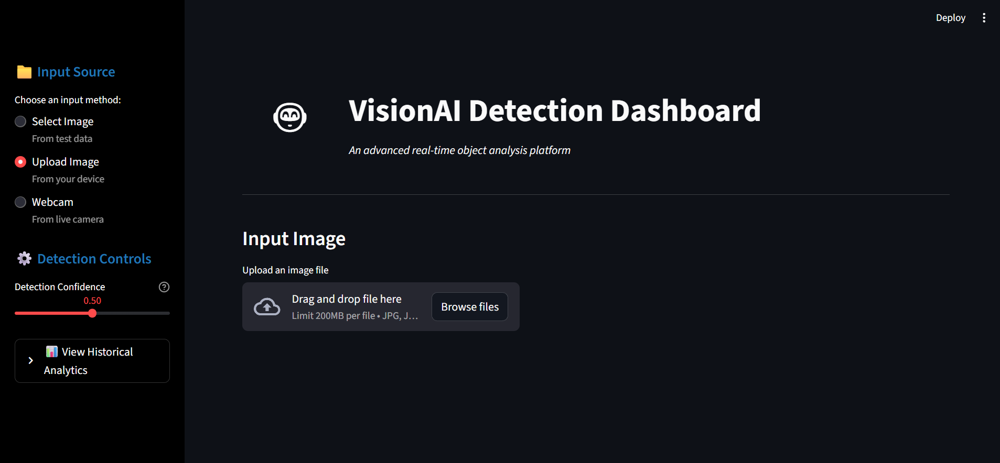 Deploy
Input Source
Choose an input method:
Select Image
From test data
Upload Image
From your device
Webcam
From live camera
Detection Controls
Detection Confidence
0.50
View Historical
Analytics
VisionAI Detection Dashboard
An advanced real-time object analysis platform
Input Image
Upload an image file
Drag and drop file here
Limit 200MB per file • JPG, J...
Browse files